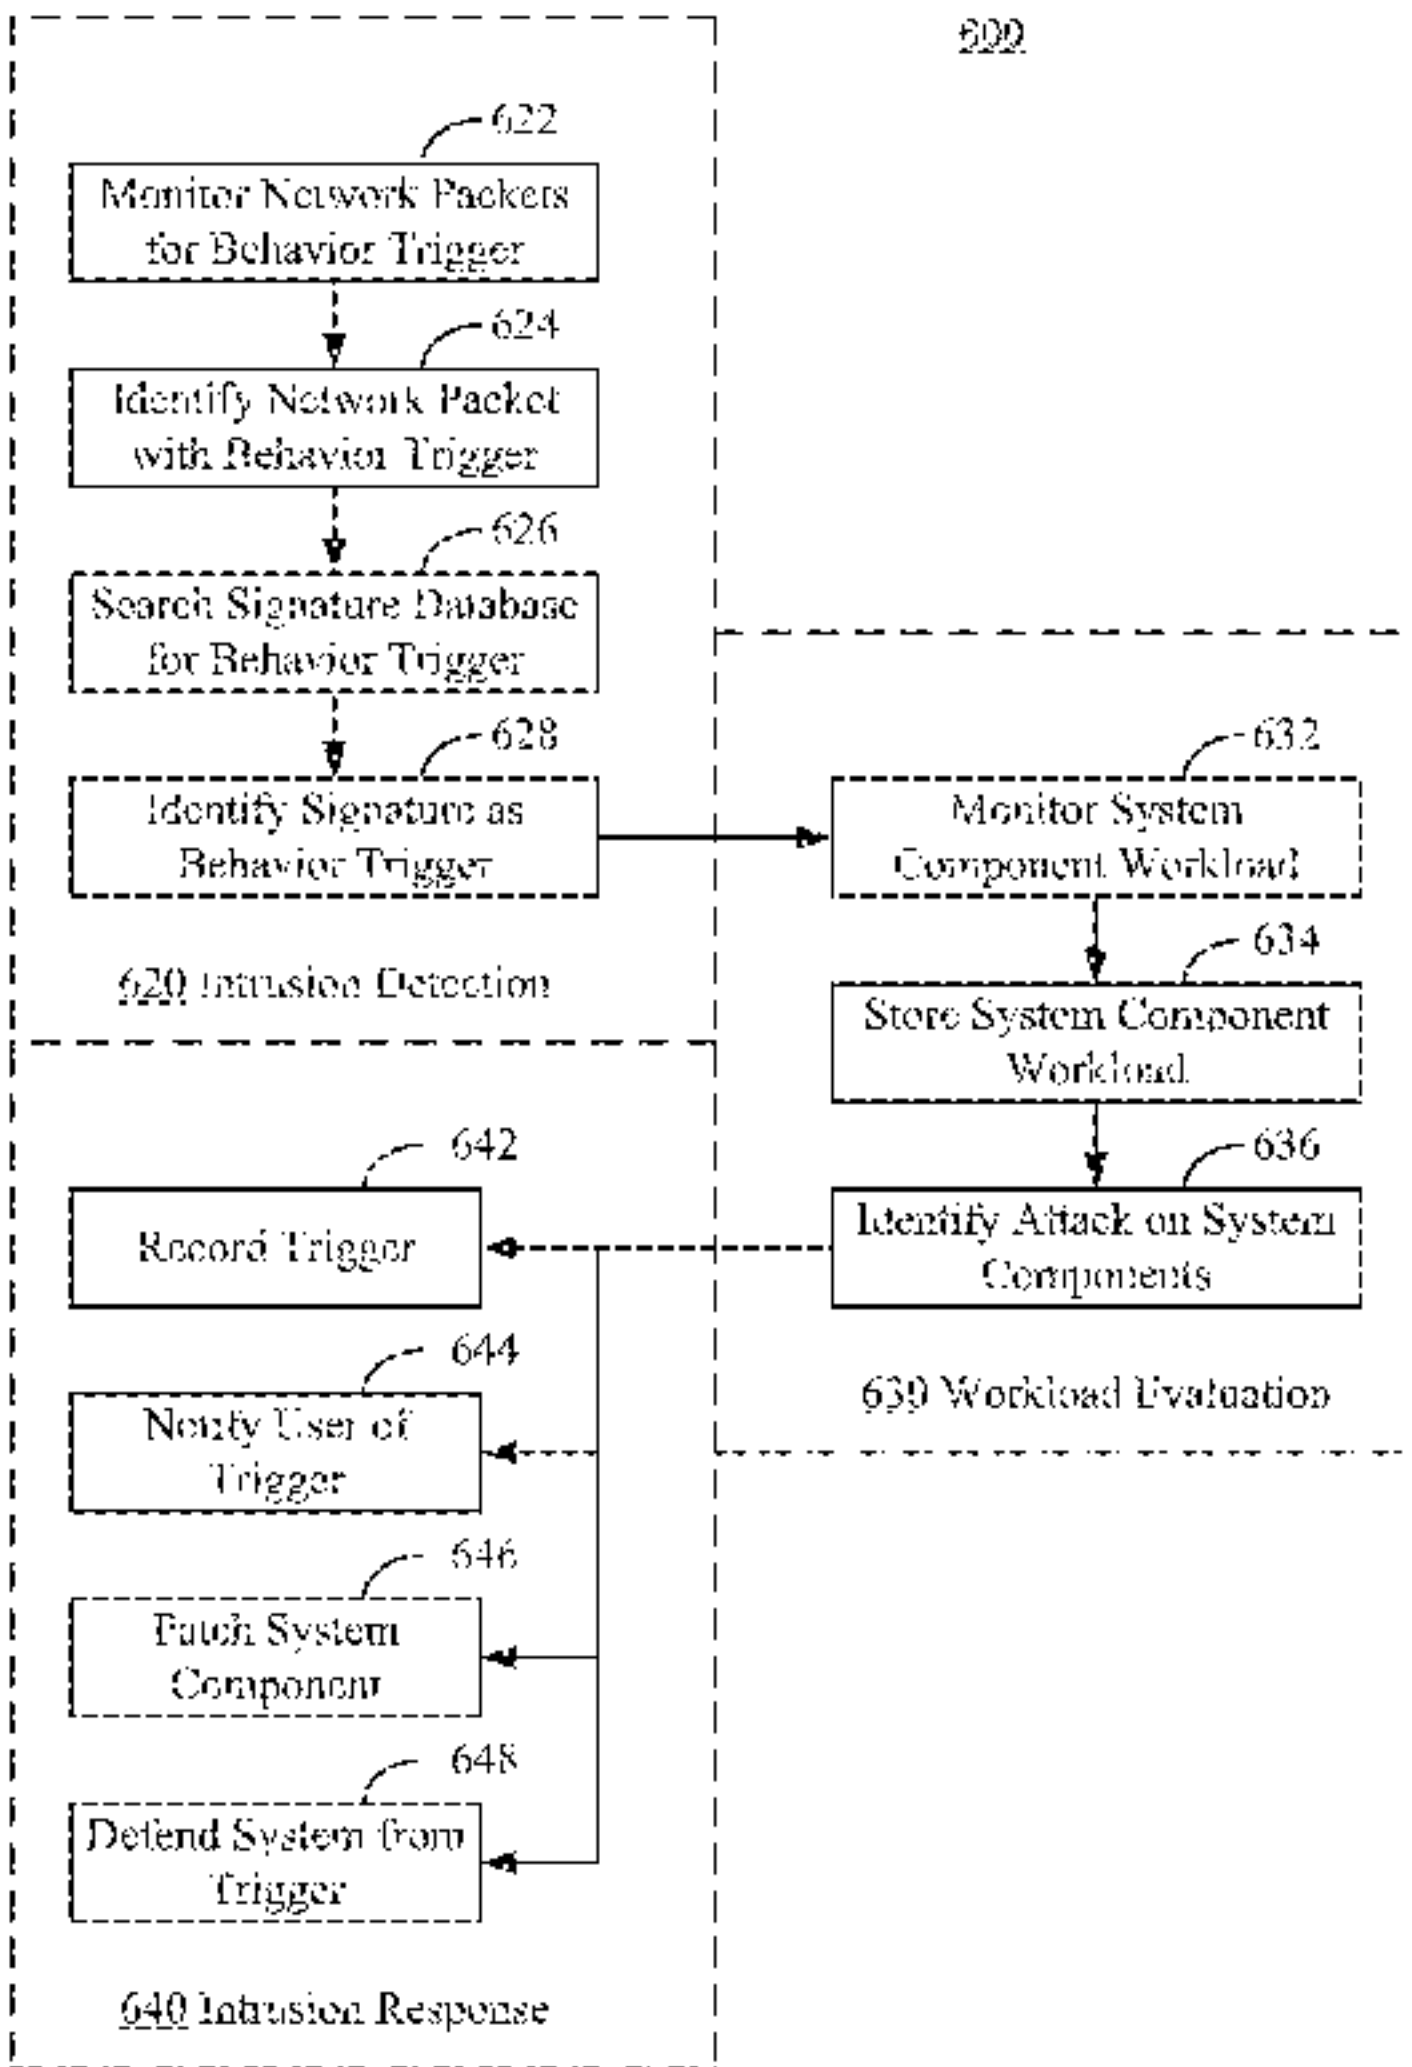 600
622
Monitor Network Packets
for Behavior Trigger
624
Identify Network Packet
with Behavior Trigger
626
Search Signature Database
for Behavior Trigger
628
Identify Signature as
Behavior Trigger
620 Intrusion Detection
632
Monitor System
Component Workload
634
Store System Component
Workload
636
Identify Attack on System
Components
630 Workload Evaluation
642
Record Trigger
644
Notify User of
Trigger
646
Patch System
Component
648
Defend System from
Trigger
640 Intrusion Response